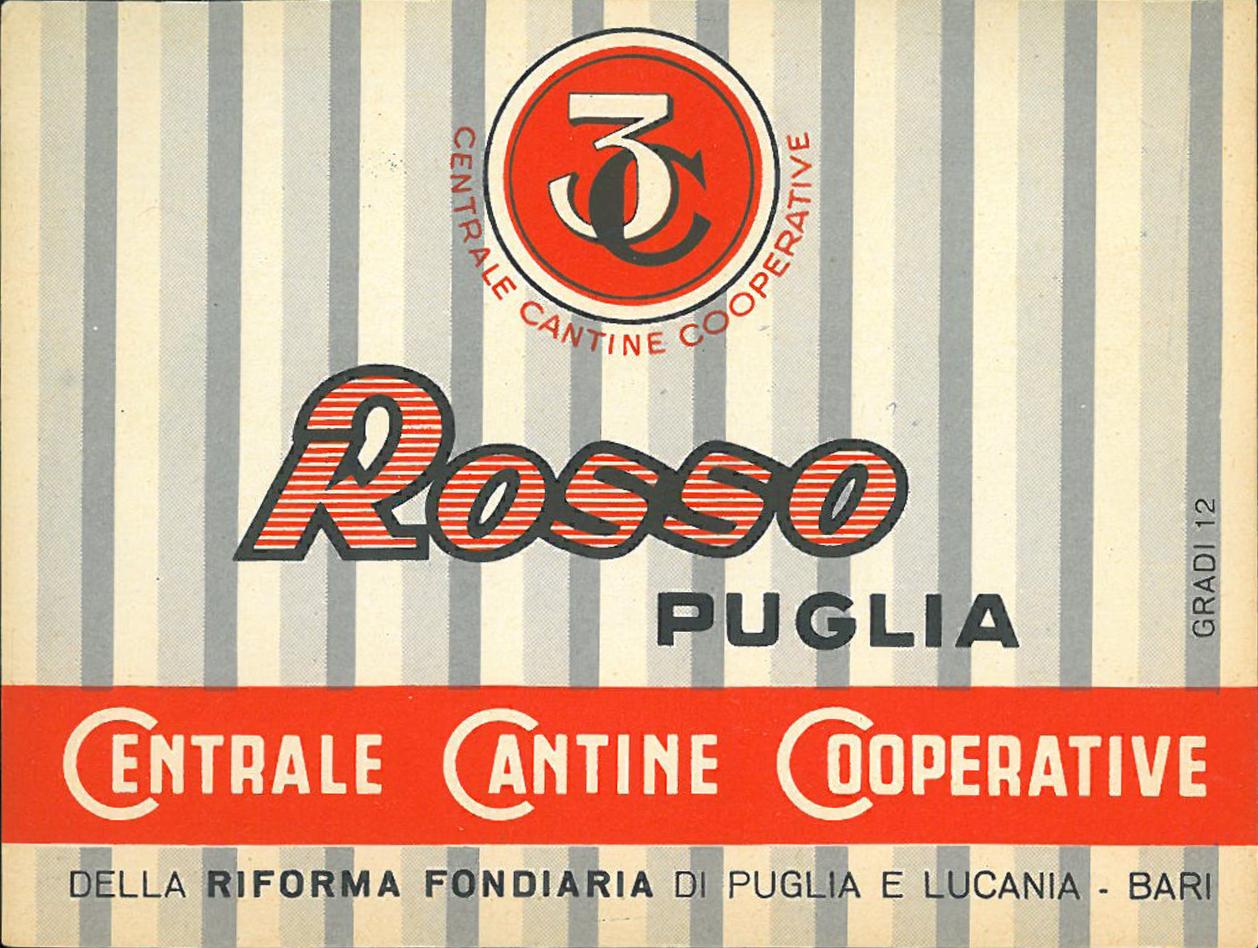 3C
CENTRALE CANTINE COOPERATIVE
Rosso
PUGLIA
GRADI 12
CENTRALE CANTINE COOPERATIVE
DELLA RIFORMA FONDIARIA DI PUGLIA E LUCANIA - BARI